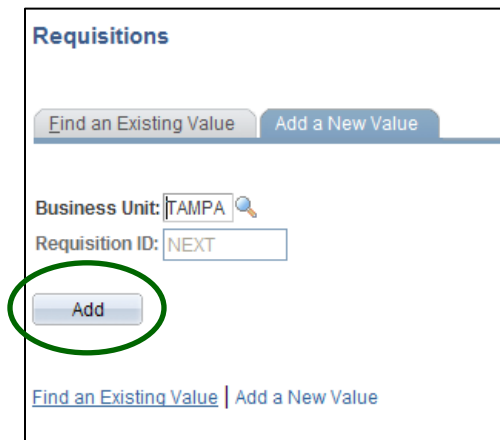 Requisitions
Find an Existing Value Add a New Value
Business Unit: TAMPA
Requisition ID: NEXT
Add
Find an Existing Value | Add a New Value